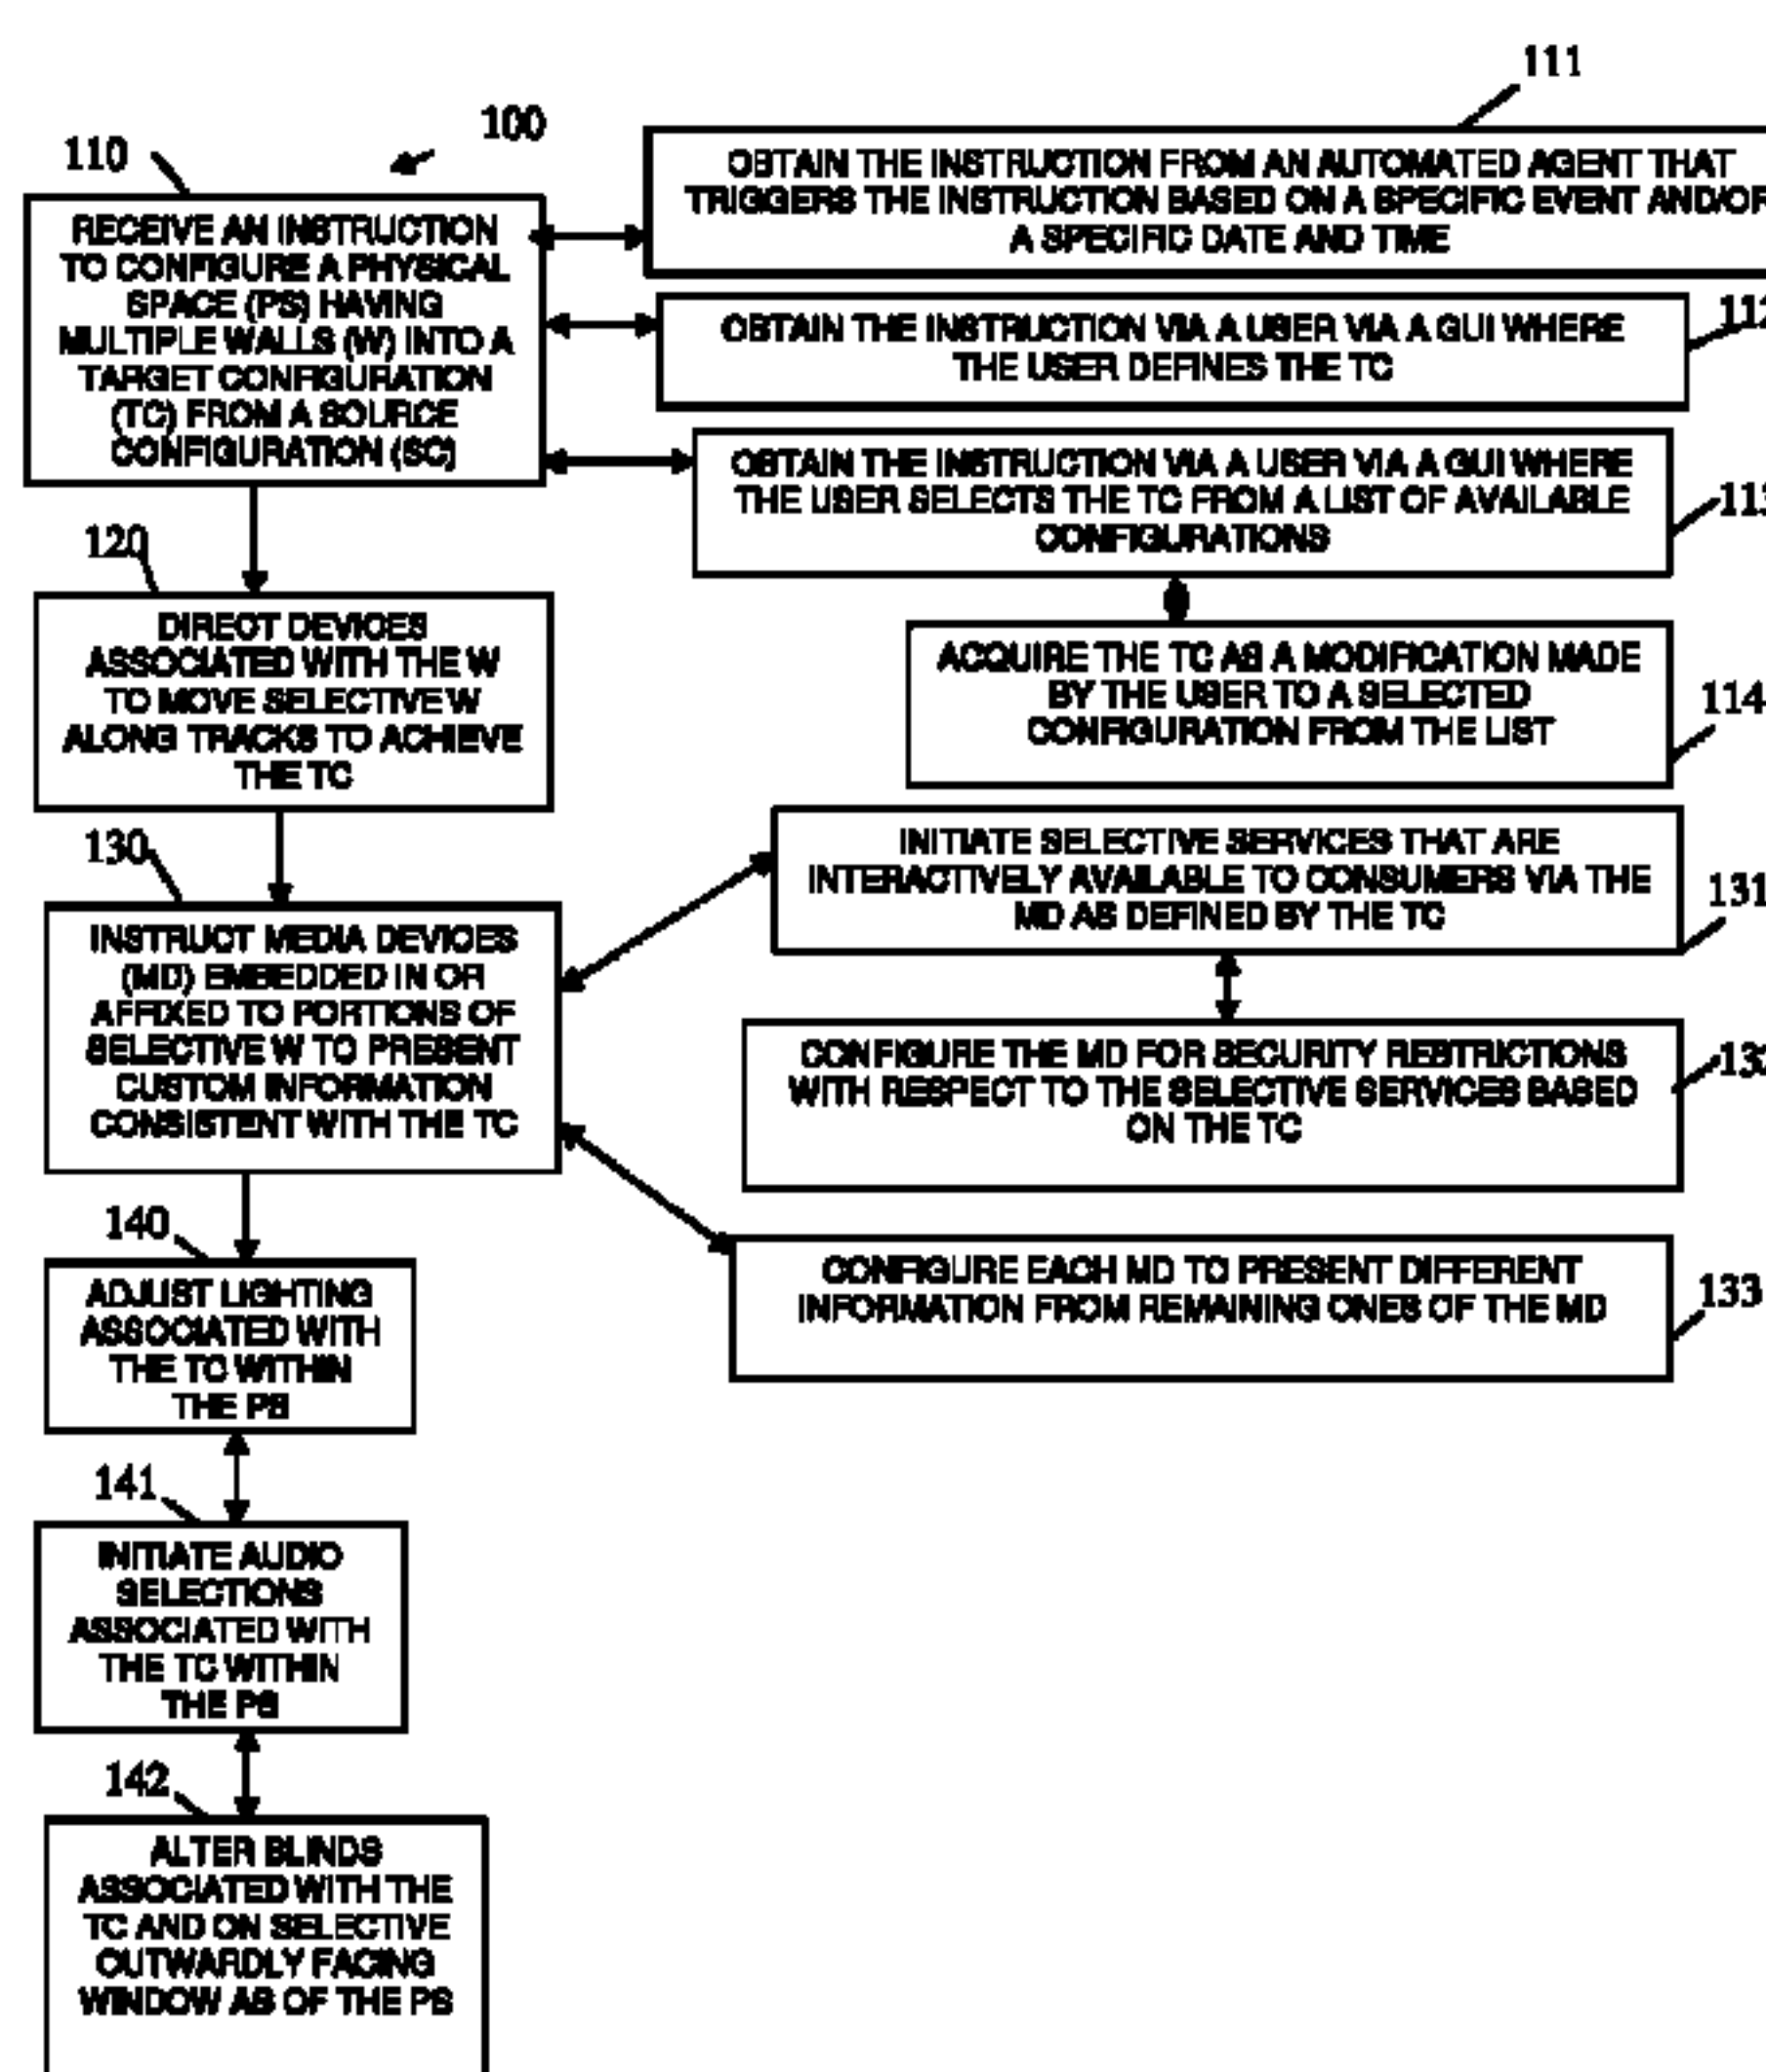 100
110
RECEIVE AN INSTRUCTION
TO CONFIGURE A PHYSICAL
SPACE (PS) HAVING
MULTIPLE WALLS (W) INTO A
TARGET CONFIGURATION
(TC) FROM A SOURCE
CONFIGURATION (SC)
111
OBTAIN THE INSTRUCTION FROM AN AUTOMATED AGENT THAT
TRIGGERS THE INSTRUCTION BASED ON A SPECIFIC EVENT AND/OR
A SPECIFIC DATE AND TIME
112
OBTAIN THE INSTRUCTION VIA A USER VIA A GUI WHERE
THE USER DEFINES THE TC
113
OBTAIN THE INSTRUCTION VIA A USER VIA A GUI WHERE
THE USER SELECTS THE TC FROM A LIST OF AVAILABLE
CONFIGURATIONS
114
ACQUIRE THE TC AS A MODIFICATION MADE
BY THE USER TO A SELECTED
CONFIGURATION FROM THE LIST
120
DIRECT DEVICES
ASSOCIATED WITH THE W
TO MOVE SELECTIVE W
ALONG TRACKS TO ACHIEVE
THE TC
130
INSTRUCT MEDIA DEVICES
(MD) EMBEDDED IN OR
AFFIXED TO PORTIONS OF
SELECTIVE W TO PRESENT
CUSTOM INFORMATION
CONSISTENT WITH THE TC
131
INITIATE SELECTIVE SERVICES THAT ARE
INTERACTIVELY AVAILABLE TO CONSUMERS VIA THE
MD AS DEFINED BY THE TC
132
CONFIGURE THE MD FOR SECURITY RESTRICTIONS
WITH RESPECT TO THE SELECTIVE SERVICES BASED
ON THE TC
133
CONFIGURE EACH MD TO PRESENT DIFFERENT
INFORMATION FROM REMAINING ONES OF THE MD
140
ADJUST LIGHTING
ASSOCIATED WITH
THE TC WITHIN
THE PS
141
INITIATE AUDIO
SELECTIONS
ASSOCIATED WITH
THE TC WITHIN
THE PS
142
ALTER BLINDS
ASSOCIATED WITH THE
TC AND ON SELECTIVE
OUTWARDLY FACING
WINDOW AS OF THE PS